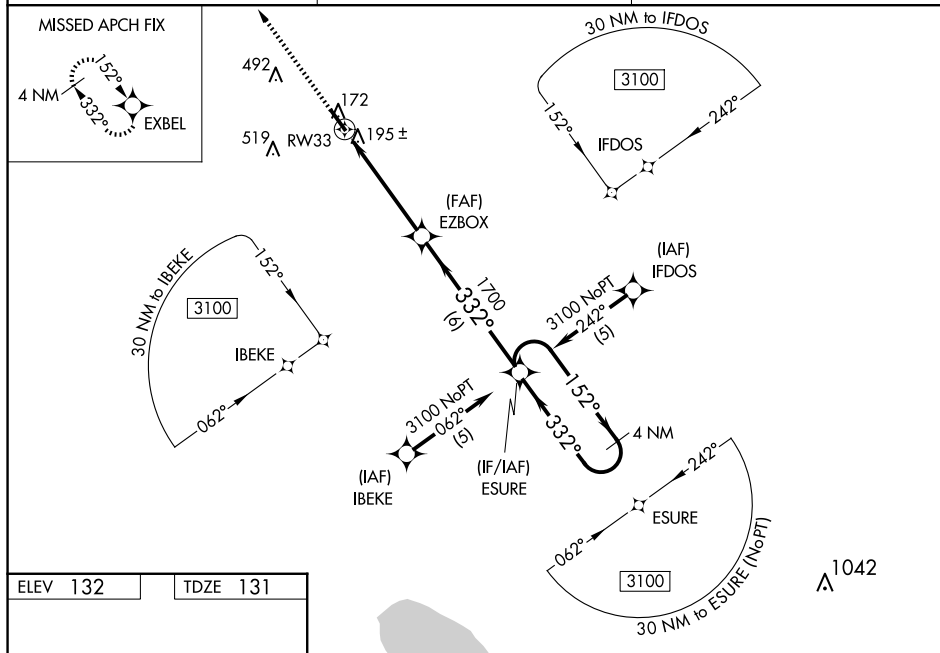 MISSED APCH FIX
152°
4 NM
332°
EXBEL
492
172
519
RW33
195 ±
30 NM to IFDOS
3100
152°
242°
IFDOS
(FAF)
EZBOX
30 NM to IBEKE
152°
3100
IBEKE
062°
(IAF)
IFDOS
1700
332°
(6)
3100 NoPT
242°
(5)
3100 NoPT
062°
(5)
(IAF)
IBEKE
(IF/IAF)
ESURE
152°
332°
4 NM
242°
ESURE
062°
3100
30 NM to ESURE (NoPT)
1042
ELEV 132
TDZE 131